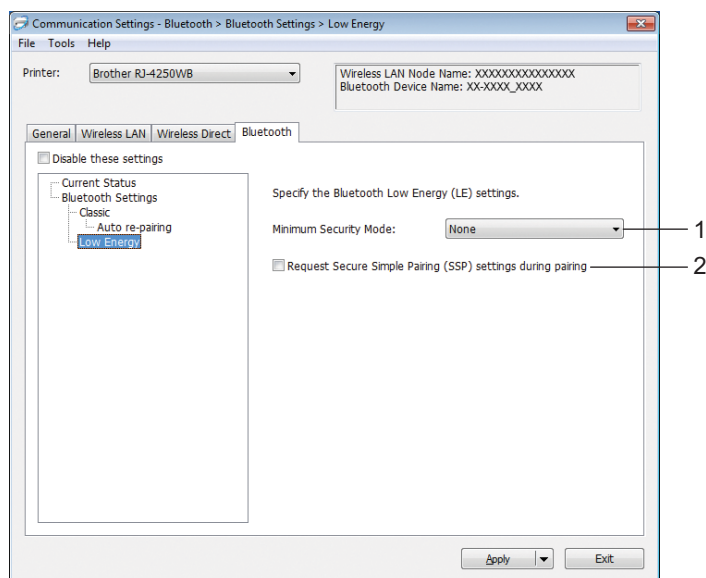 Communication Settings - Bluetooth > Bluetooth Settings > Low Energy
File Tools Help
Printer: Brother RJ-4250WB
Wireless LAN Node Name: XXXXXXXXXXXXXXX
Bluetooth Device Name: XX-XXXX_XXXX
General Wireless LAN Wireless Direct Bluetooth
Disable these settings
Current Status
Bluetooth Settings
Classic
Auto re-pairing
Low Energy
Specify the Bluetooth Low Energy (LE) settings.
Minimum Security Mode: None 1
Request Secure Simple Pairing (SSP) settings during pairing 2
Apply Exit